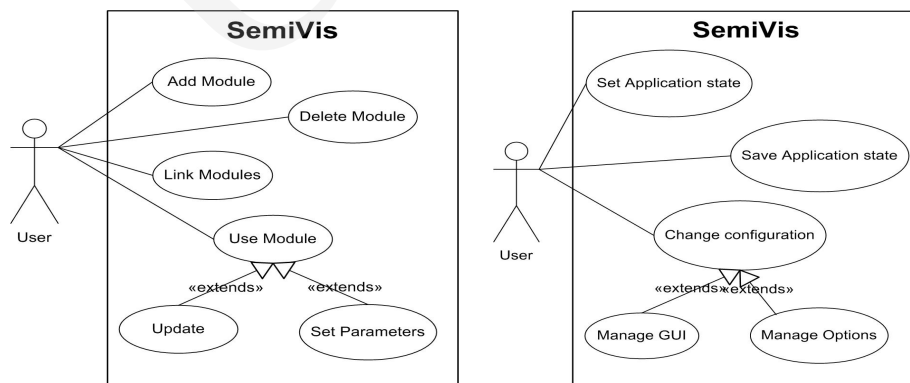 SemiVis
Add Module
Delete Module
Link Modules
User
Use Module
«extends» «extends»
Update
Set Parameters
SemiVis
Set Application state
Save Application state
Change configuration
User
«extends» «extends»
Manage GUI
Manage Options